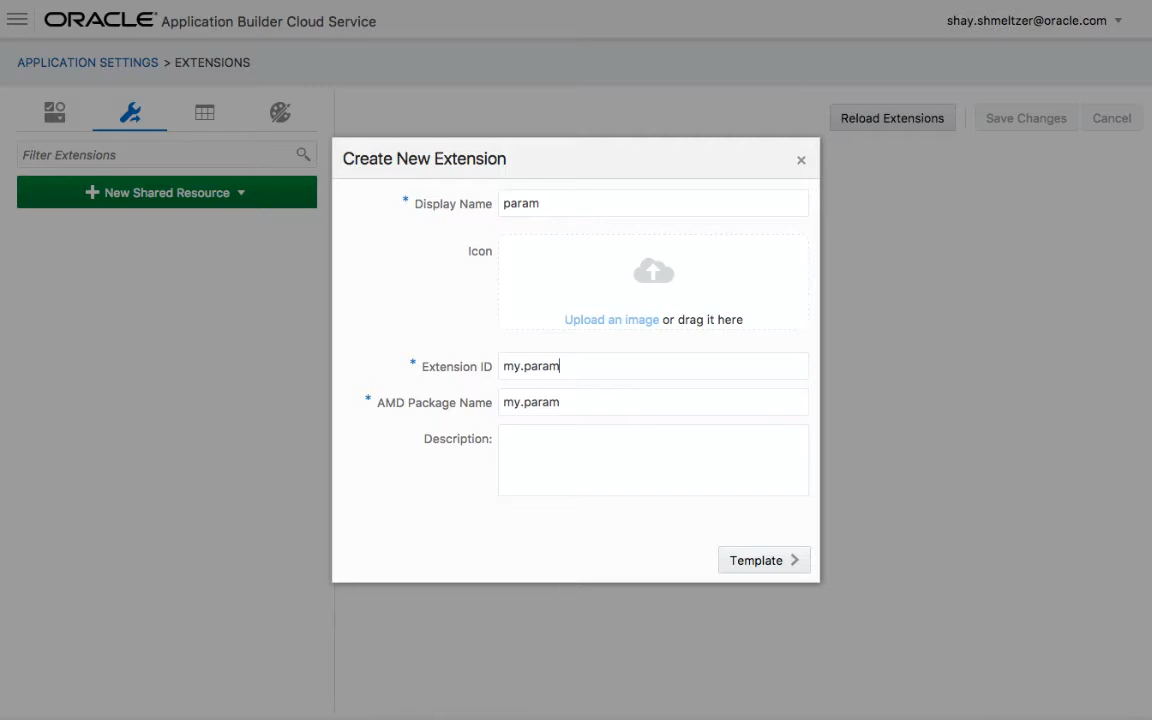 ORACLE Application Builder Cloud Service
shay.shmeltzer@oracle.com
APPLICATION SETTINGS > EXTENSIONS
Reload Extensions
Save Changes
Cancel
Filter Extensions
New Shared Resource
Create New Extension
×
* Display Name param
Icon
Upload an image or drag it here
* Extension ID my.param
* AMD Package Name my.param
Description:
Template